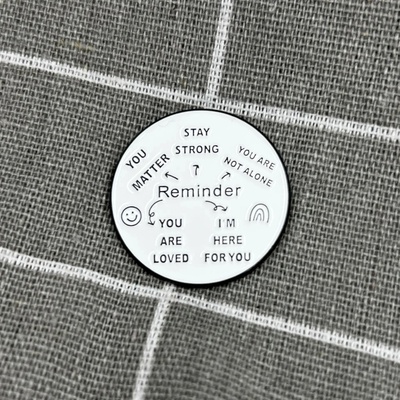 STAY
STRONG
YOU
MATTER
YOU ARE
NOT ALONE
Reminder
YOU
ARE
LOVED
I'M
HERE
FOR YOU